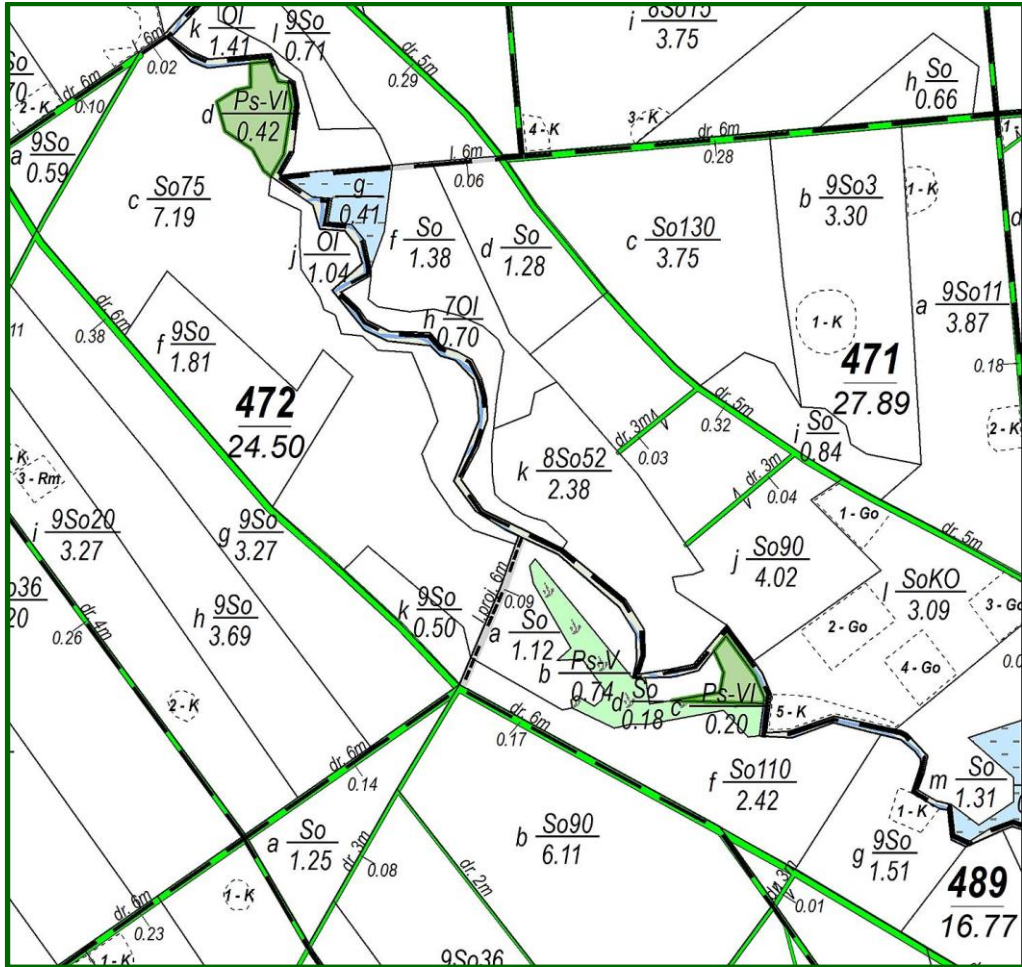 k Ol
1.41
l 9So
0.71
dr. 5m
0.29
i 8So15
3.75
h So
0.66
l. 6m
0.02
So
70
2 - K
dr. 6m
0.10
a 9So
0.59
d Ps-VI
0.42
4 - K
3 - K
dr. 6m
0.28
l. 6m
0.06
c So75
7.19
g
0.41
j Ol
1.04
f So
1.38
d So
1.28
c So130
3.75
b 9So3
3.30
1 - K
d
a 9So11
3.87
1 - K
471
27.89
0.18
dr. 6m
0.38
11
f 9So
1.81
h 7Ol
0.70
472
24.50
dr. 3m
0.03
dr. 5m
0.32
i So
0.84
2 - K
dr. 3m
0.04
k 8So52
2.38
- K
3 - Rm
i 9So20
3.27
g 9So
3.27
1 - Go
dr. 5m
j So90
4.02
l SoKO
3.09
3 - Go
2 - Go
4 - Go
o36
20
dr. 4m
0.26
h 9So
3.69
k 9So
0.50
proj. 6m
0.09
a So
1.12
b Ps-V
0.74
d So
0.18
c Ps-VI
0.20
5 - K
2 - K
dr. 6m
0.17
dr. 6m
0.14
f So110
2.42
m So
1.31
1 - K
g 9So
1.51
a So
1.25
dr. 3m
0.08
b So90
6.11
dr. 2m
dr. 3m
0.01
489
16.77
1 - K
dr. 6m
0.23
1 - K
9So36